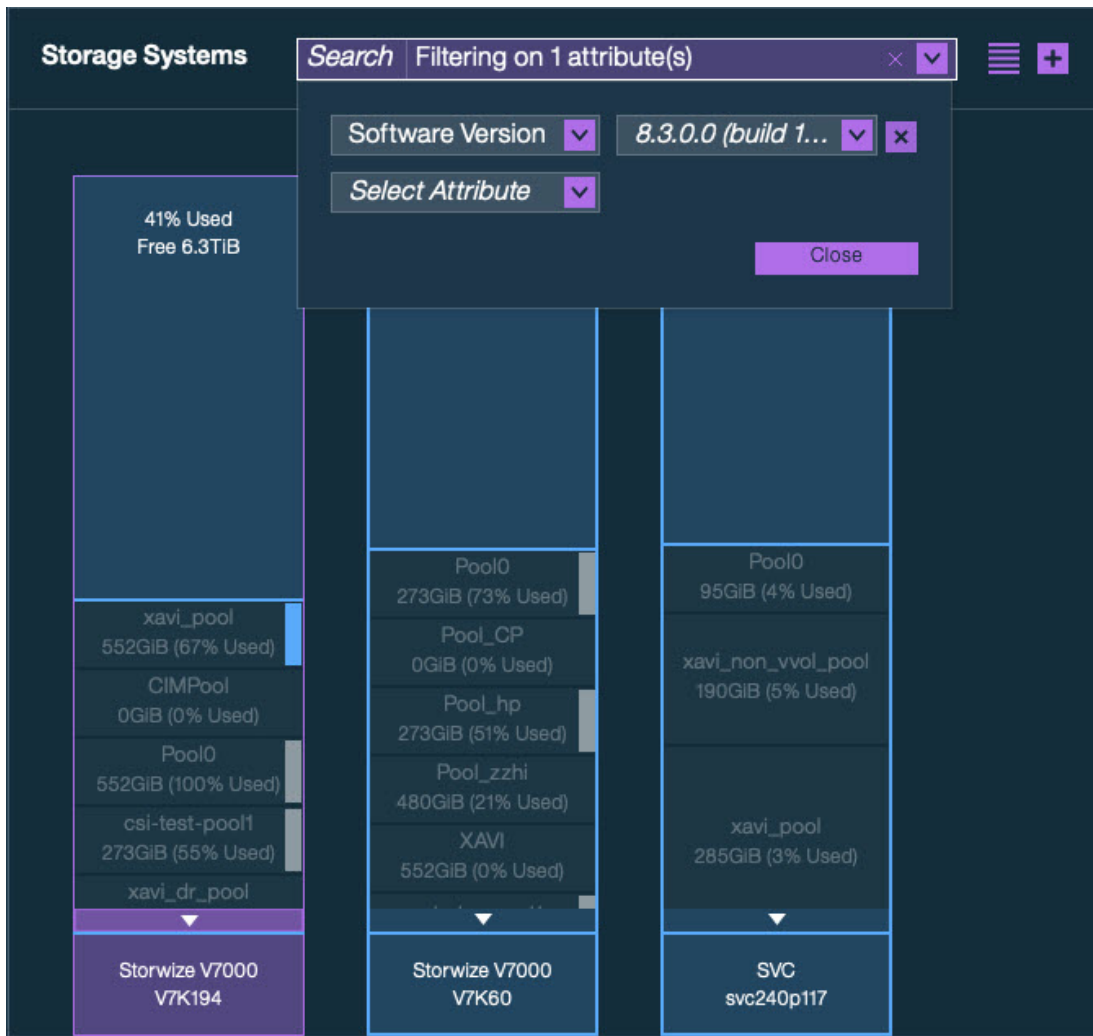 Storage Systems
Search Filtering on 1 attribute(s)
Software Version 8.3.0.0 (build 1...
Select Attribute
Close
41% Used
Free 6.3TiB
xavi_pool
552GiB (67% Used)
CIMPool
0GiB (0% Used)
Pool0
552GiB (100% Used)
csi-test-pool1
273GiB (55% Used)
xavi_dr_pool
Storwize V7000
V7K194
Pool0
273GiB (73% Used)
Pool_CP
0GiB (0% Used)
Pool_hp
273GiB (51% Used)
Pool_zzhi
480GiB (21% Used)
XAVI
552GiB (0% Used)
Storwize V7000
V7K60
Pool0
95GiB (4% Used)
xavi_non_vvol_pool
190GiB (5% Used)
xavi_pool
285GiB (3% Used)
SVC
svc240p117